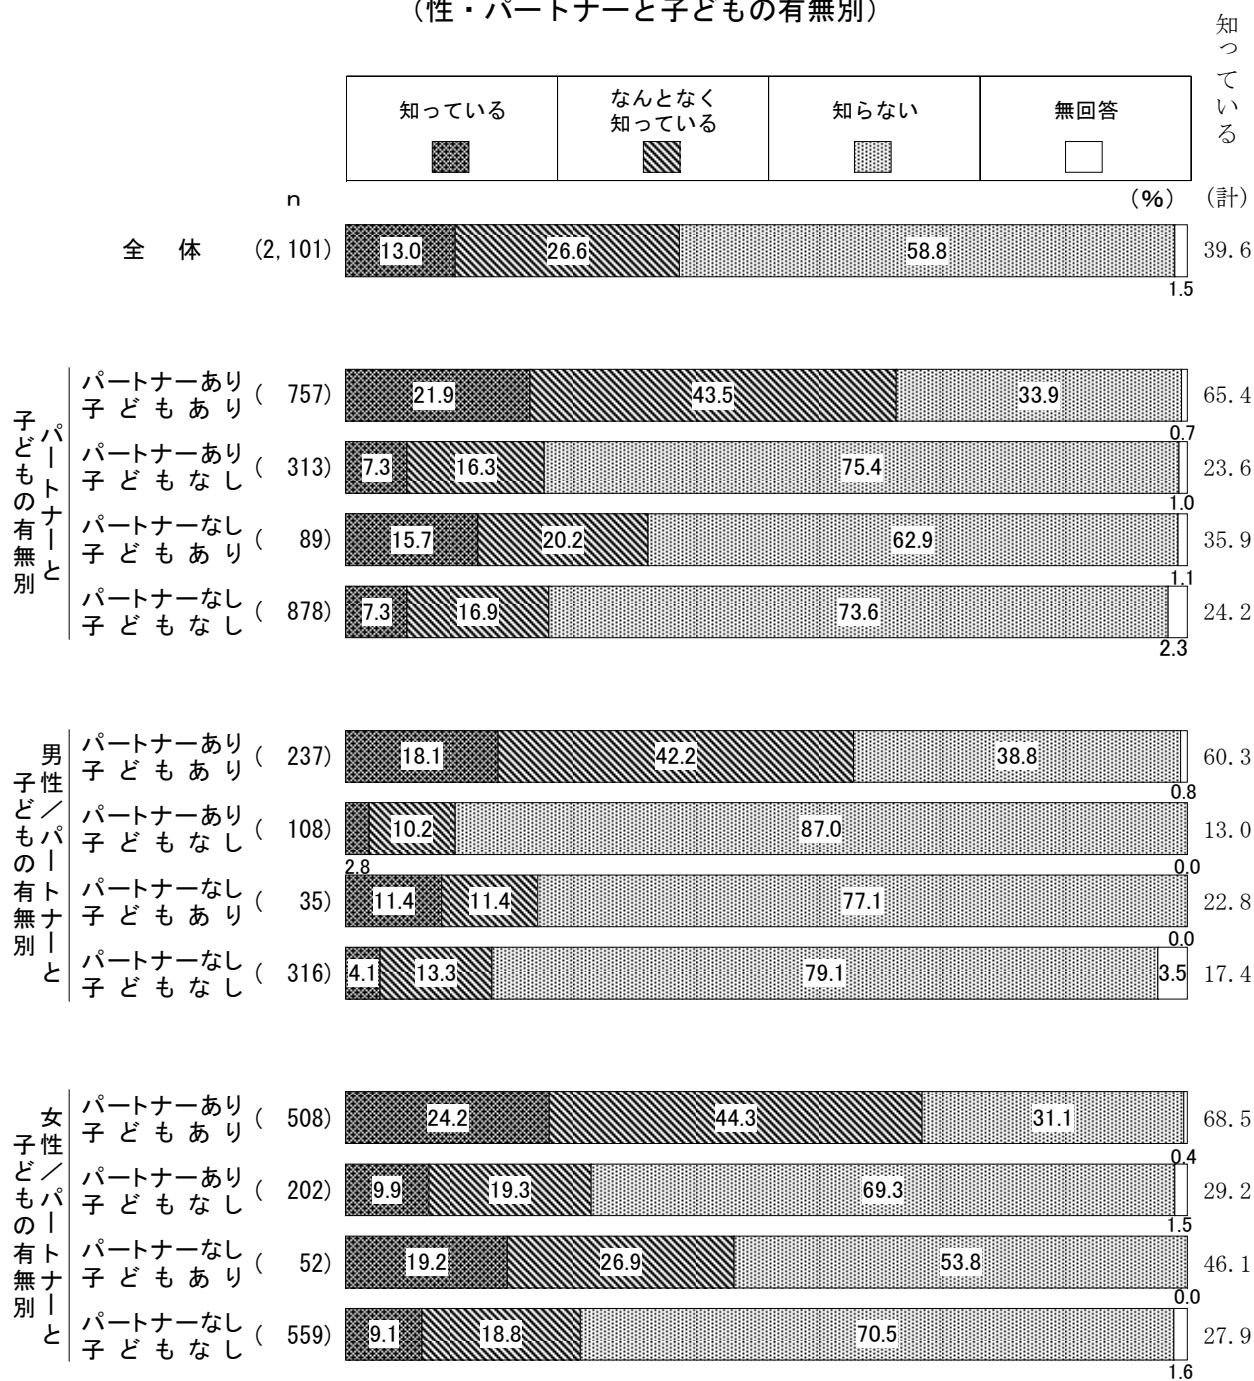 （性・パートナーと子どもの有無別）
知っている
知っている
なんとなく
知っている
知らない
無回答
n
（%）
（計）
全　体 (2,101) 13.0 26.6 58.8 39.6
1.5
パートナーと
子どもの有無別
パートナーあり
子どもあり ( 757) 21.9 43.5 33.9 65.4
0.7
パートナーあり
子どもなし ( 313) 7.3 16.3 75.4 23.6
1.0
パートナーなし
子どもあり ( 89) 15.7 20.2 62.9 35.9
1.1
パートナーなし
子どもなし ( 878) 7.3 16.9 73.6 24.2
2.3
男性／パートナーと
子どもの有無別
パートナーあり
子どもあり ( 237) 18.1 42.2 38.8 60.3
0.8
パートナーあり
子どもなし ( 108) 10.2 87.0 13.0
2.8 0.0
パートナーなし
子どもあり ( 35) 11.4 11.4 77.1 22.8
0.0
パートナーなし
子どもなし ( 316) 4.1 13.3 79.1 3.5 17.4
女性／パートナーと
子どもの有無別
パートナーあり
子どもあり ( 508) 24.2 44.3 31.1 68.5
0.4
パートナーあり
子どもなし ( 202) 9.9 19.3 69.3 29.2
1.5
パートナーなし
子どもあり ( 52) 19.2 26.9 53.8 46.1
0.0
パートナーなし
子どもなし ( 559) 9.1 18.8 70.5 27.9
1.6